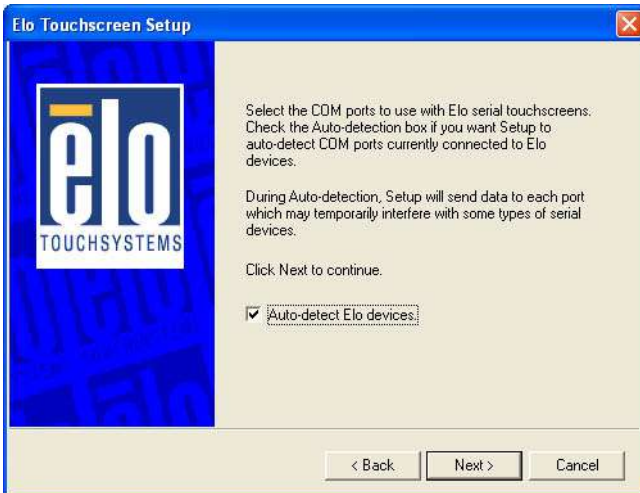 Elo Touchscreen Setup
elo
TOUCHSYSTEMS
Select the COM ports to use with Elo serial touchscreens.
Check the Auto-detection box if you want Setup to
auto-detect COM ports currently connected to Elo
devices.
During Auto-detection, Setup will send data to each port
which may temporarily interfere with some types of serial
devices.
Click Next to continue.
Auto-detect Elo devices.
< Back
Next >
Cancel